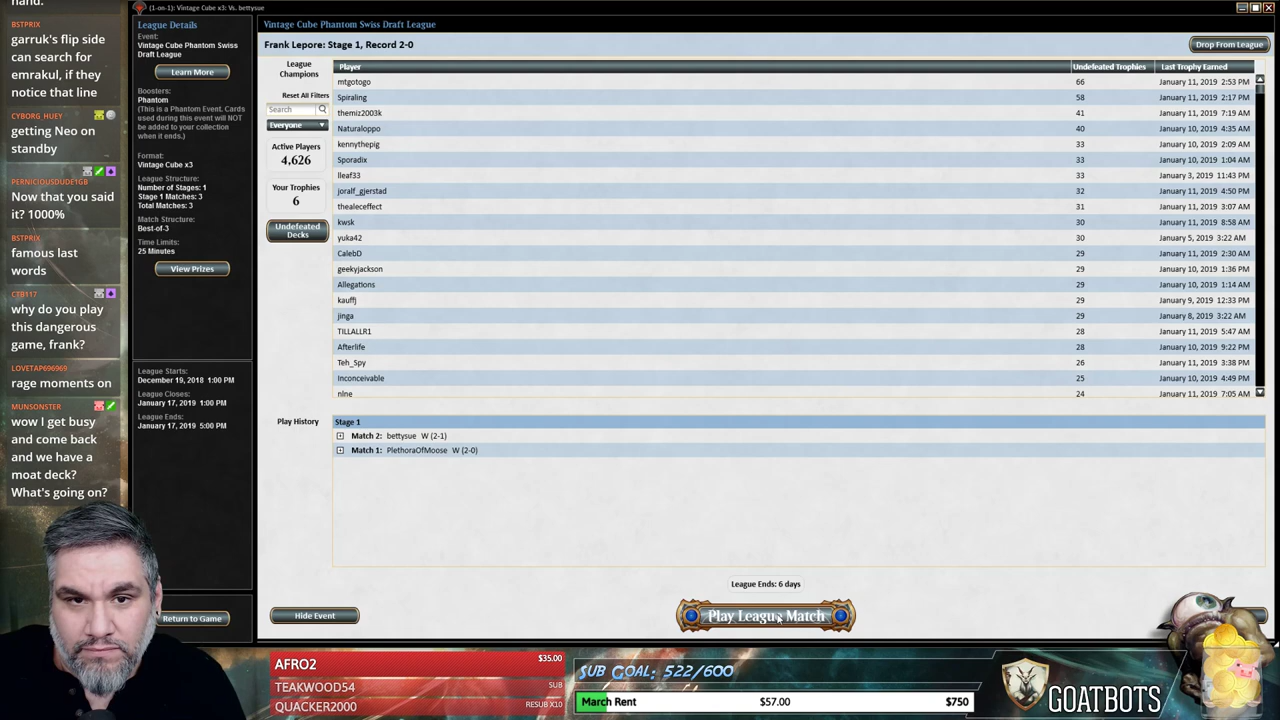 hand.
BSTPRIX
garruk's flip side
can search for
emrakul, if they
notice that line
CYBORG_HUEY
getting Neo on
standby
PERNICIOUSDUDE1GB
Now that you said
it? 1000%
BSTPRIX
famous last
words
CTB117
why do you play
this dangerous
game, frank?
LOVETAP696969
rage moments on
MUNSONSTER
wow I get busy
and come back
and we have a
moat deck?
What's going on?
(1-on-1): Vintage Cube x3: Vs. bettysue
League Details
Event:
Vintage Cube Phantom Swiss
Draft League
Learn More
Boosters:
Phantom
(This is a Phantom Event. Cards
used during this event will NOT
be added to your collection
when it ends.)
Format:
Vintage Cube x3
League Structure:
Number of Stages: 1
Stage 1 Matches: 3
Total Matches: 3
Match Structure:
Best-of-3
Time Limits:
25 Minutes
View Prizes
League Starts:
December 19, 2018 1:00 PM
League Closes:
January 17, 2019 1:00 PM
League Ends:
January 17, 2019 5:00 PM
Return to Game
Vintage Cube Phantom Swiss Draft League
Frank Lepore: Stage 1, Record 2-0
Drop From League
League
Champions
Reset All Filters
Search
Everyone
Active Players
4,626
Your Trophies
6
Undefeated
Decks
Player Undefeated Trophies Last Trophy Earned
mtgotogo 66 January 11, 2019 2:53 PM
Spiraling 58 January 11, 2019 2:17 PM
themiz2003k 41 January 11, 2019 7:19 AM
Naturaloppo 40 January 10, 2019 4:35 AM
kennythepig 33 January 10, 2019 2:09 AM
Sporadix 33 January 10, 2019 1:04 AM
lleaf33 33 January 3, 2019 11:43 PM
joralf_gjerstad 32 January 11, 2019 4:50 PM
thealeceffect 31 January 11, 2019 3:07 AM
kwsk 30 January 11, 2019 8:58 AM
yuka42 30 January 5, 2019 3:22 AM
CalebD 29 January 11, 2019 2:30 AM
geekyjackson 29 January 10, 2019 1:36 PM
Allegations 29 January 10, 2019 1:14 AM
kauffj 29 January 9, 2019 12:33 PM
jinga 29 January 8, 2019 3:22 AM
TILLALLR1 28 January 11, 2019 5:47 AM
Afterlife 28 January 10, 2019 9:22 PM
Teh_Spy 26 January 11, 2019 3:38 PM
Inconceivable 25 January 10, 2019 4:49 PM
nlne 24 January 11, 2019 7:05 AM
Play History
Stage 1
Match 2: bettysue W (2-1)
Match 1: PlethoraOfMoose W (2-0)
League Ends: 6 days
Hide Event
Play League Match
AFRO2 $35.00
TEAKWOOD54 SUB
QUACKER2000 RESUB X10
SUB GOAL: 522/600
March Rent $57.00 $750
GOATBOTS